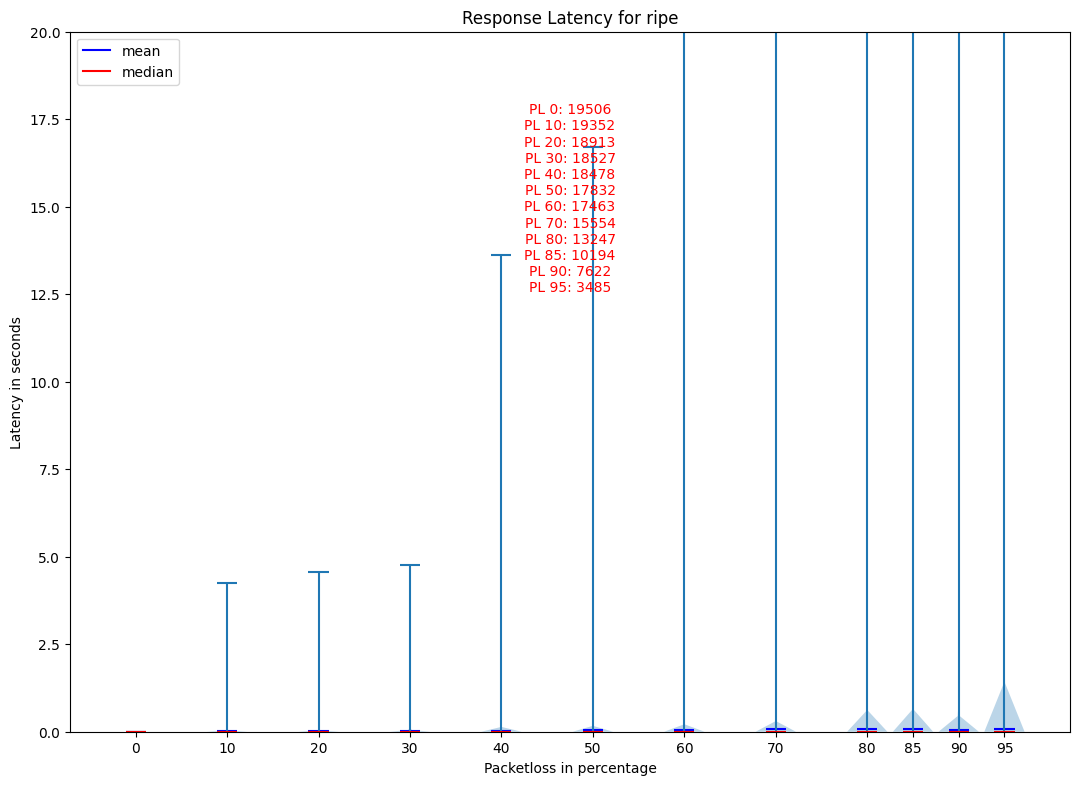 Response Latency for ripe
20.0
17.5
15.0
12.5
10.0
7.5
5.0
2.5
0.0
Latency in seconds
mean
median
PL 0: 19506
PL 10: 19352
PL 20: 18913
PL 30: 18527
PL 40: 18478
PL 50: 17832
PL 60: 17463
PL 70: 15554
PL 80: 13247
PL 85: 10194
PL 90: 7622
PL 95: 3485
0 10 20 30 40 50 60 70 80 85 90 95
Packetloss in percentage